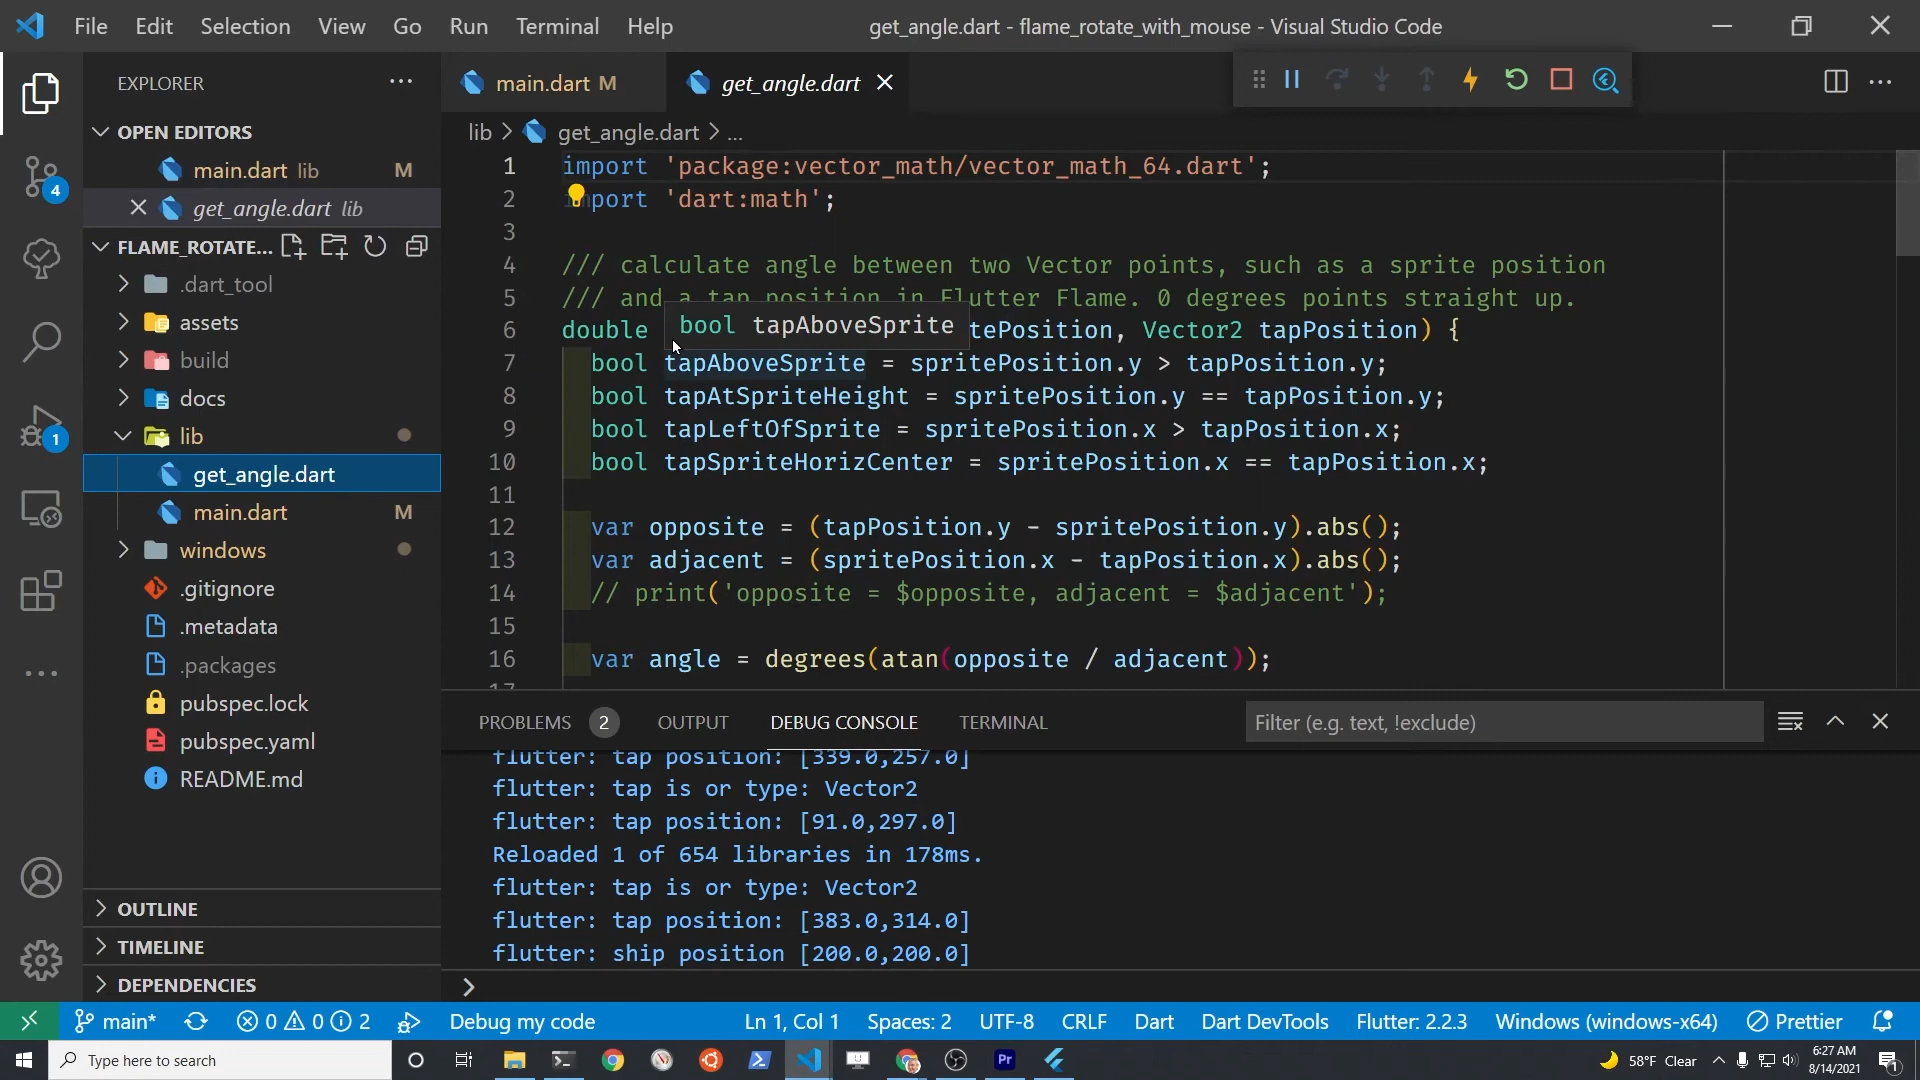 File Edit Selection View Go Run Terminal Help
get_angle.dart - flame_rotate_with_mouse - Visual Studio Code
EXPLORER
OPEN EDITORS
main.dart lib M
get_angle.dart lib
FLAME_ROTATE...
.dart_tool
assets
build
docs
lib
get_angle.dart
main.dart M
windows
.gitignore
.metadata
.packages
pubspec.lock
pubspec.yaml
README.md
OUTLINE
TIMELINE
DEPENDENCIES
4
1
main.dart M
get_angle.dart
lib > get_angle.dart > ...
1 import 'package:vector_math/vector_math_64.dart';
2 import 'dart:math';
3
4 /// calculate angle between two Vector points, such as a sprite position
5 /// and a tap position in Flutter Flame. 0 degrees points straight up.
bool tapAboveSprite
6 double tePosition, Vector2 tapPosition) {
7 bool tapAboveSprite = spritePosition.y > tapPosition.y;
8 bool tapAtSpriteHeight = spritePosition.y == tapPosition.y;
9 bool tapLeftOfSprite = spritePosition.x > tapPosition.x;
10 bool tapSpriteHorizCenter = spritePosition.x == tapPosition.x;
11
12 var opposite = (tapPosition.y - spritePosition.y).abs();
13 var adjacent = (spritePosition.x - tapPosition.x).abs();
14 // print('opposite = $opposite, adjacent = $adjacent');
15
16 var angle = degrees(atan(opposite / adjacent));
17
PROBLEMS 2 OUTPUT DEBUG CONSOLE TERMINAL
Filter (e.g. text, !exclude)
flutter: tap position: [339.0,257.0]
flutter: tap is or type: Vector2
flutter: tap position: [91.0,297.0]
Reloaded 1 of 654 libraries in 178ms.
flutter: tap is or type: Vector2
flutter: tap position: [383.0,314.0]
flutter: ship position [200.0,200.0]
>
main* 0 0 2 Debug my code Ln 1, Col 1 Spaces: 2 UTF-8 CRLF Dart Dart DevTools Flutter: 2.2.3 Windows (windows-x64) Prettier
Type here to search
Pr
58°F Clear
6:27 AM
8/14/2021
1